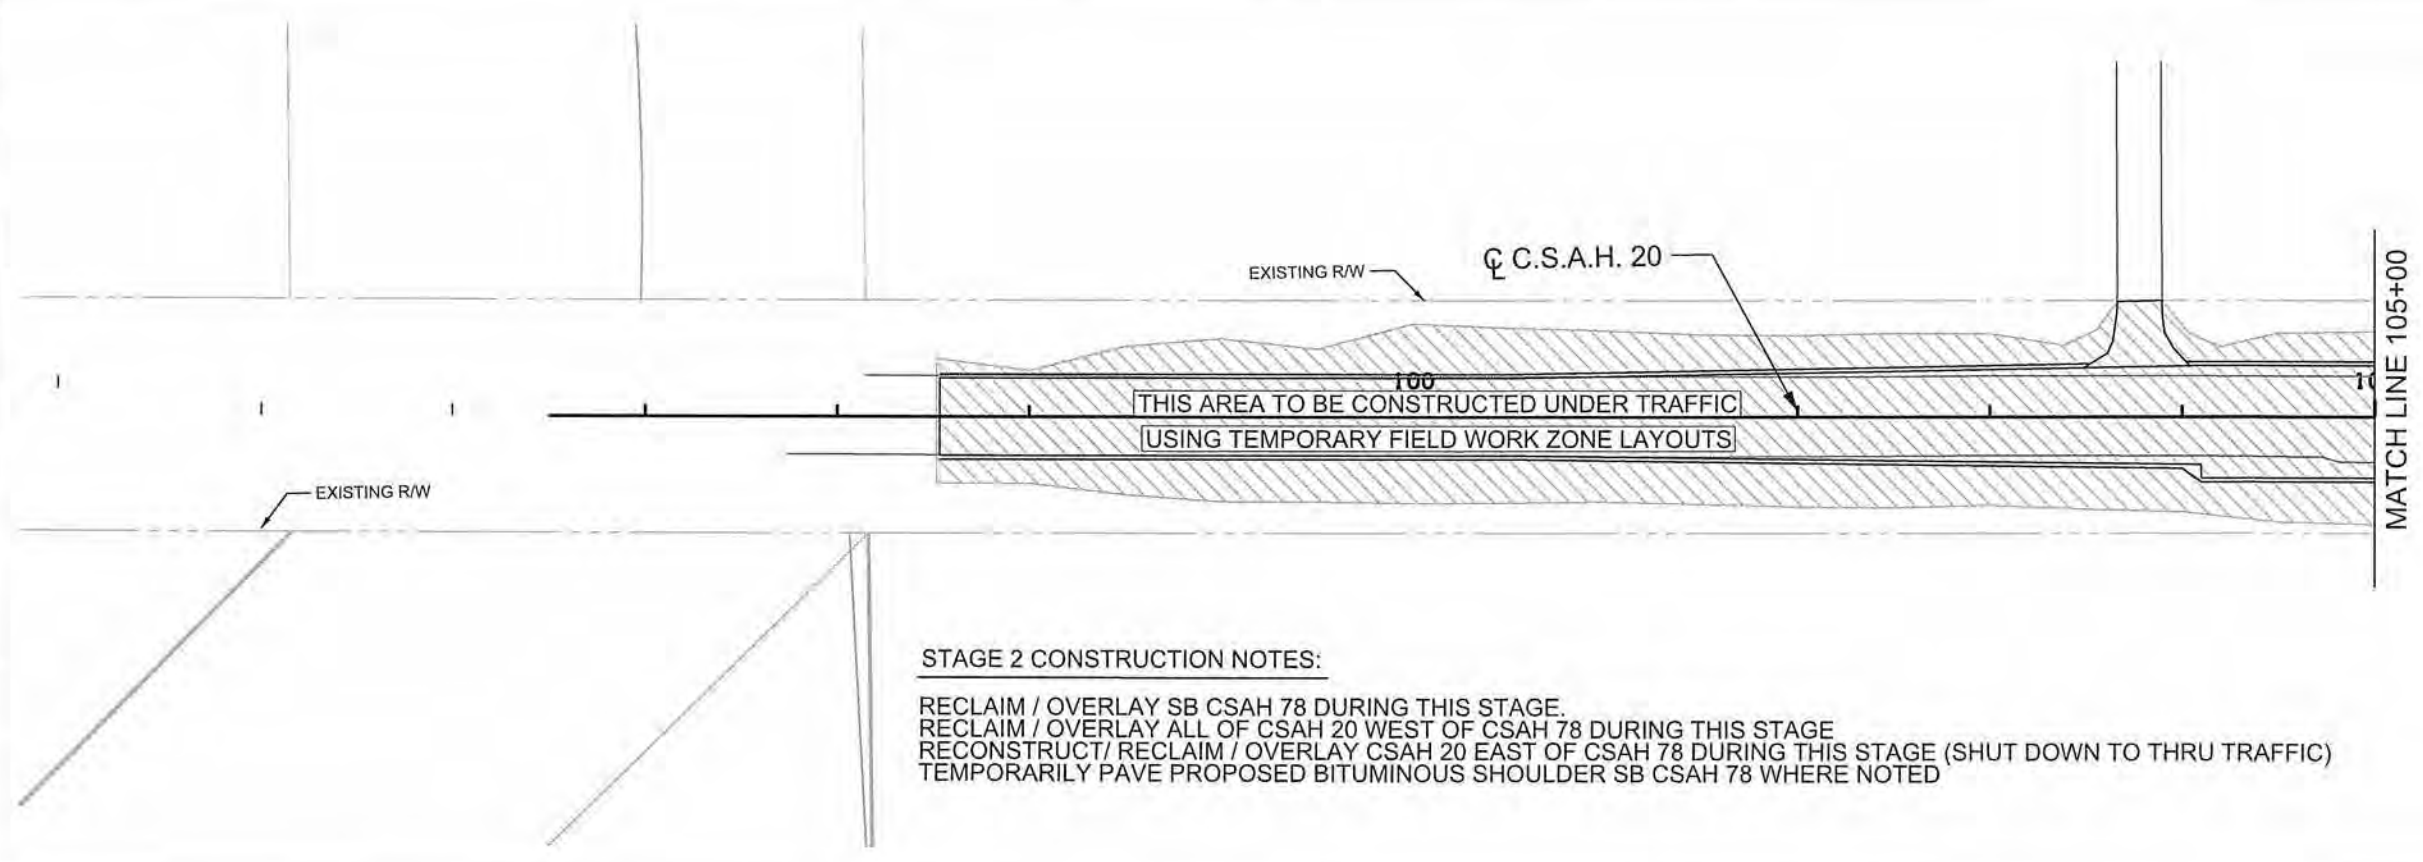 EXISTING R/W
℄ C.S.A.H. 20
100
10
THIS AREA TO BE CONSTRUCTED UNDER TRAFFIC
USING TEMPORARY FIELD WORK ZONE LAYOUTS
MATCH LINE 105+00
EXISTING R/W
STAGE 2 CONSTRUCTION NOTES:
RECLAIM / OVERLAY SB CSAH 78 DURING THIS STAGE.
RECLAIM / OVERLAY ALL OF CSAH 20 WEST OF CSAH 78 DURING THIS STAGE
RECONSTRUCT/ RECLAIM / OVERLAY CSAH 20 EAST OF CSAH 78 DURING THIS STAGE (SHUT DOWN TO THRU TRAFFIC)
TEMPORARILY PAVE PROPOSED BITUMINOUS SHOULDER SB CSAH 78 WHERE NOTED